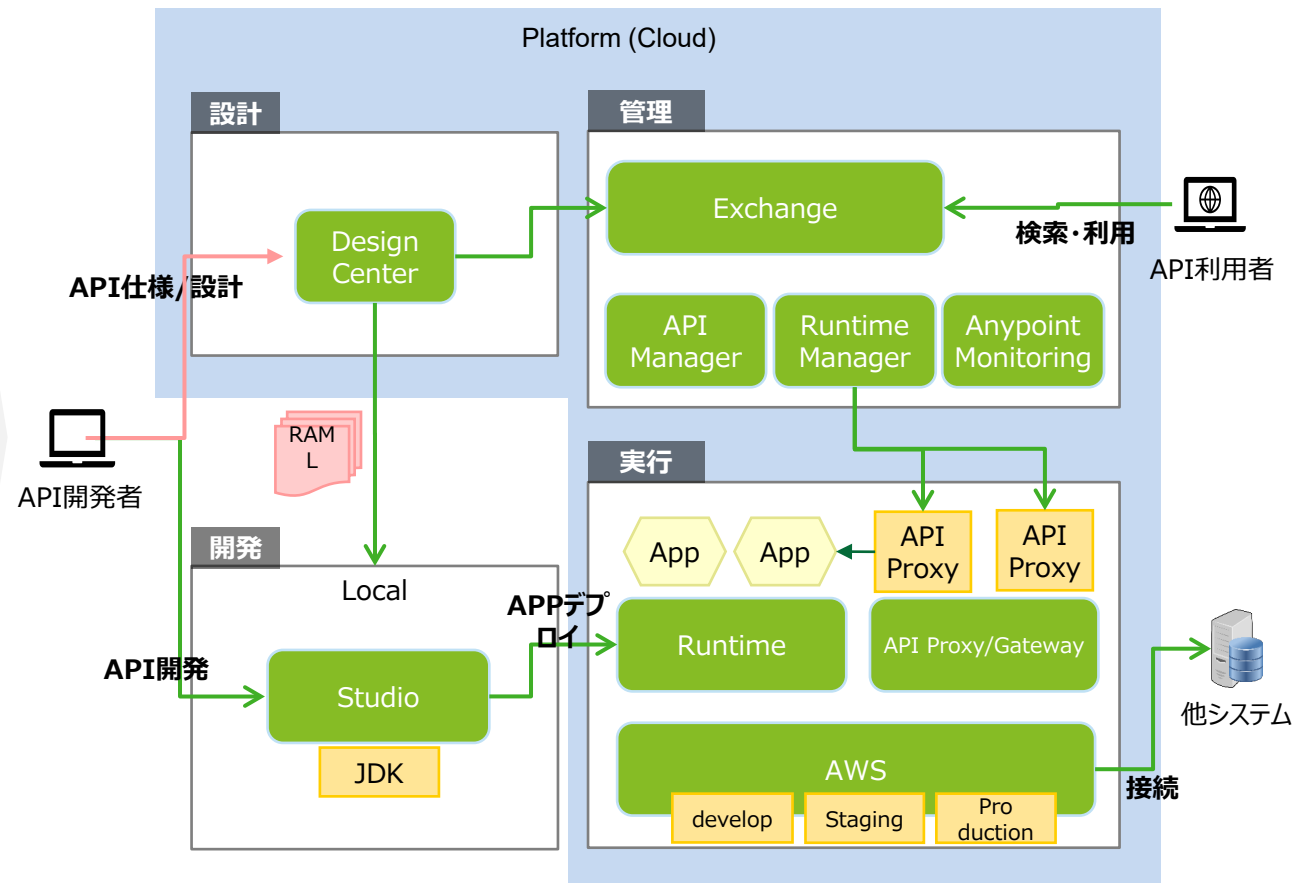 Platform (Cloud)
設計
管理
Design
Center
Exchange
API
Manager
Runtime
Manager
Anypoint
Monitoring
検索・利用
API利用者
API仕様/設計
API開発者
RAM
L
開発
Local
API開発
Studio
JDK
APPデプ
ロイ
実行
App
App
API
Proxy
API
Proxy
Runtime
API Proxy/Gateway
AWS
develop
Staging
Pro
duction
接続
他システム